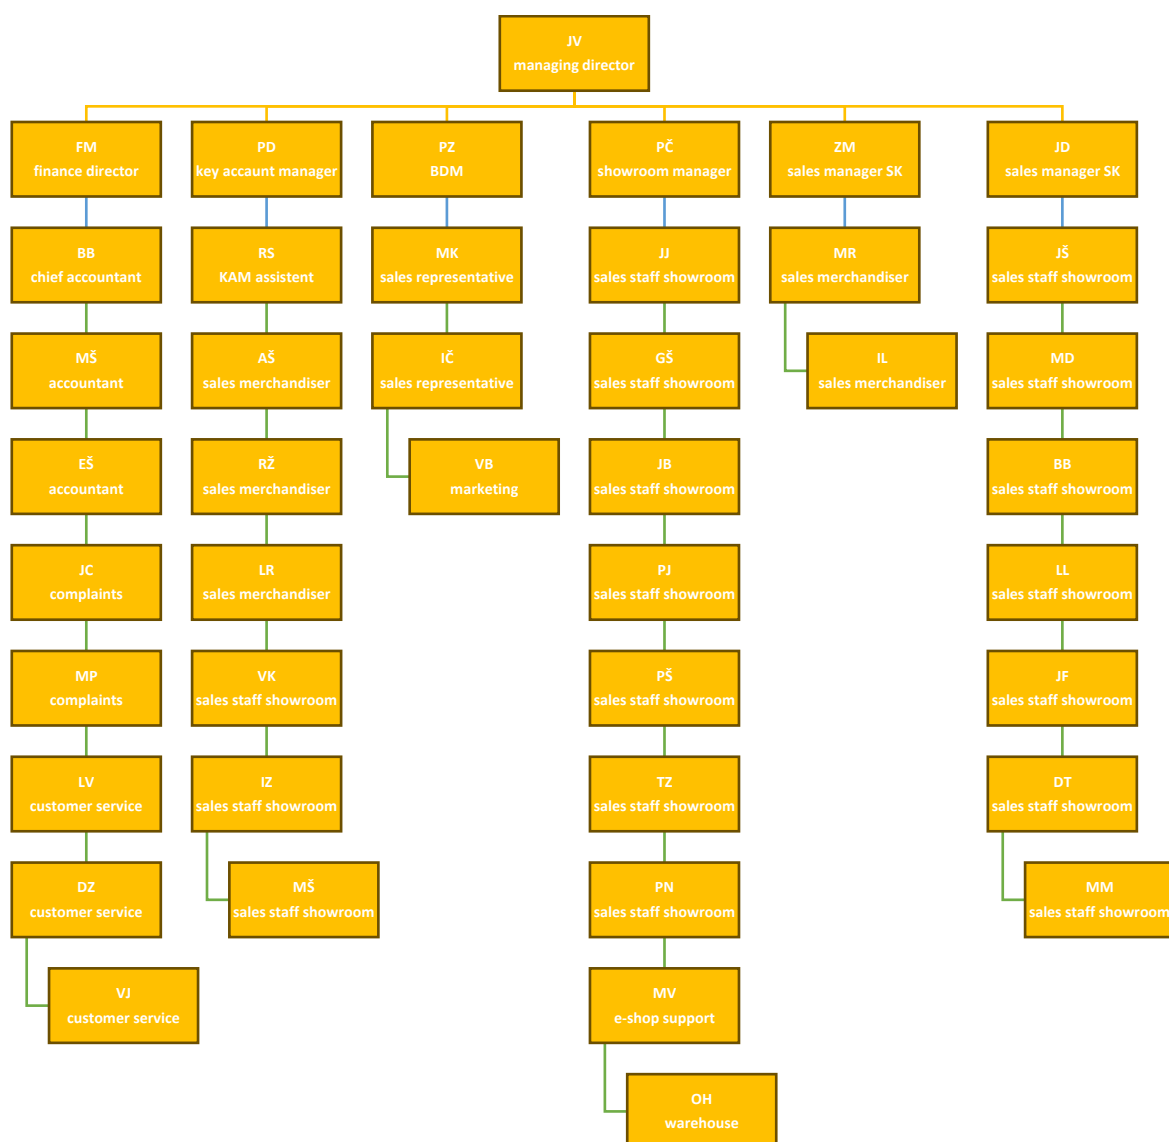 JV
managing director
FM
finance director
PD
key accaunt manager
PZ
BDM
PČ
showroom manager
ZM
sales manager SK
JD
sales manager SK
BB
chief accountant
RS
KAM assistent
MK
sales representative
JJ
sales staff showroom
MR
sales merchandiser
JŠ
sales staff showroom
MŠ
accountant
AŠ
sales merchandiser
IČ
sales representative
GŠ
sales staff showroom
IL
sales merchandiser
MD
sales staff showroom
EŠ
accountant
RŽ
sales merchandiser
VB
marketing
JB
sales staff showroom
BB
sales staff showroom
JC
complaints
LR
sales merchandiser
PJ
sales staff showroom
LL
sales staff showroom
MP
complaints
VK
sales staff showroom
PŠ
sales staff showroom
JF
sales staff showroom
LV
customer service
IZ
sales staff showroom
TZ
sales staff showroom
DT
sales staff showroom
DZ
customer service
MŠ
sales staff showroom
PN
sales staff showroom
MM
sales staff showroom
VJ
customer service
MV
e-shop support
OH
warehouse